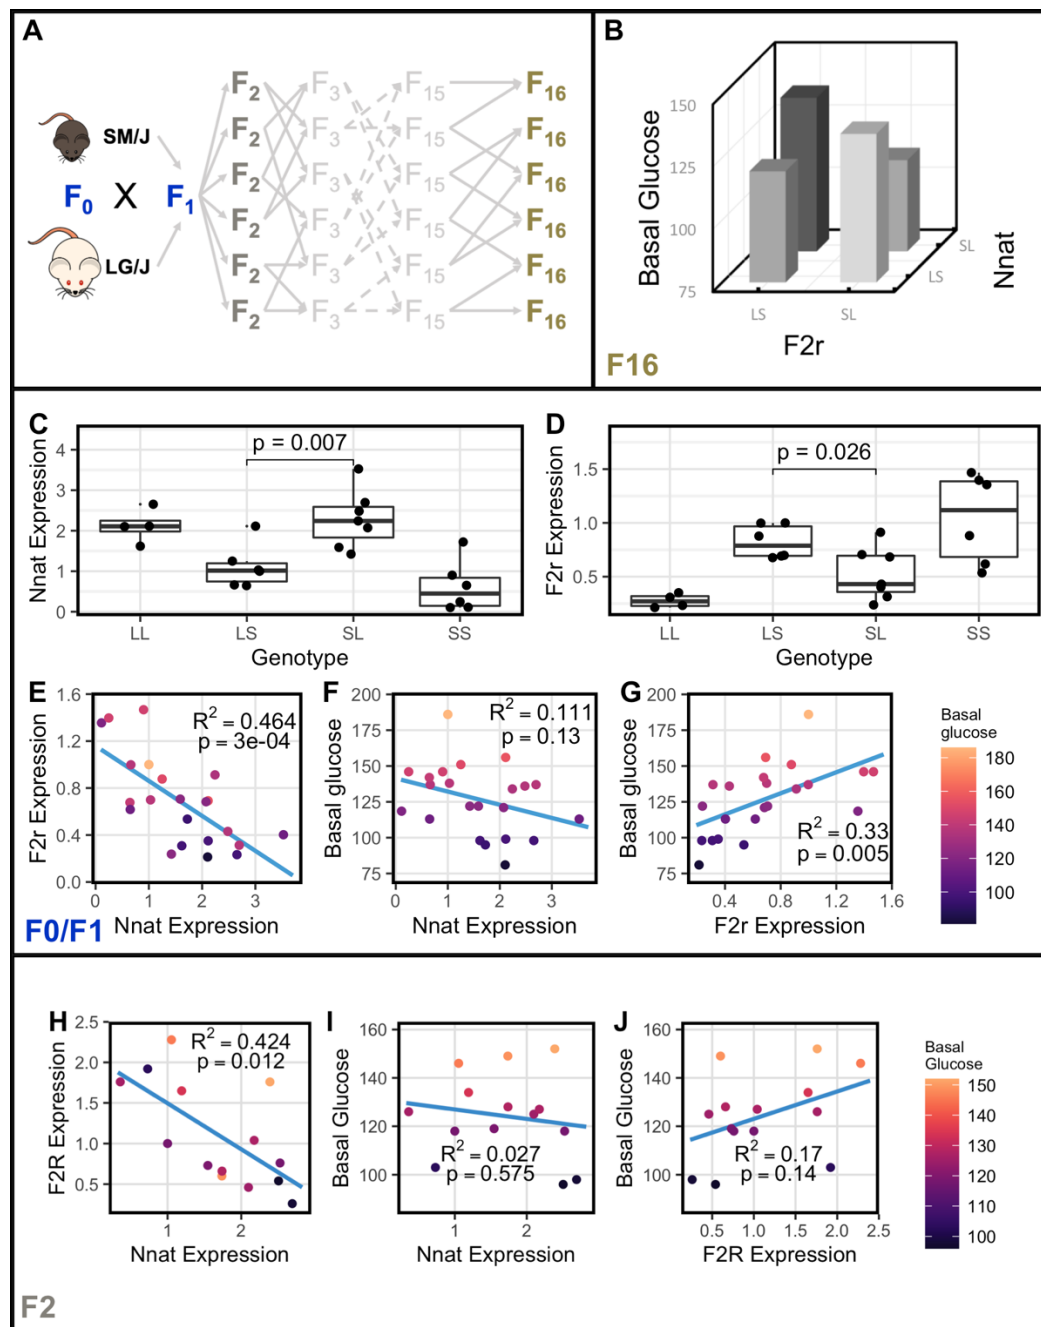 A
SM/J
F0 X F1
LG/J
F2 F3 F15 F16
F2 F3 F15 F16
F2 F3 F15 F16
F2 F3 F15 F16
F2 F3 F15 F16
F2 F3 F15 F16
B
Basal Glucose
150
125
100
75
LS
SL
F2r
LS
SL
Nnat
F16
C
Nnat Expression
4
3
2
1
0
p = 0.007
LL LS SL SS
Genotype
D
F2r Expression
1.5
1.0
0.5
p = 0.026
LL LS SL SS
Genotype
E
F2r Expression
1.6
1.2
0.8
0.4
0.0
R2 = 0.464
p = 3e-04
0 1 2 3
Nnat Expression
F
Basal glucose
200
175
150
125
100
75
R2 = 0.111
p = 0.13
0 1 2 3
Nnat Expression
G
Basal glucose
200
175
150
125
100
75
R2 = 0.33
p = 0.005
0.4 0.8 1.2 1.6
F2r Expression
Basal
glucose
180
160
140
120
100
F0/F1
H
F2R Expression
2.5
2.0
1.5
1.0
0.5
R2 = 0.424
p = 0.012
1 2
Nnat Expression
I
Basal Glucose
160
140
120
100
R2 = 0.027
p = 0.575
1 2
Nnat Expression
J
Basal Glucose
160
140
120
100
R2 = 0.17
p = 0.14
0.5 1.0 1.5 2.0 2.5
F2R Expression
Basal
Glucose
150
140
130
120
110
100
F2